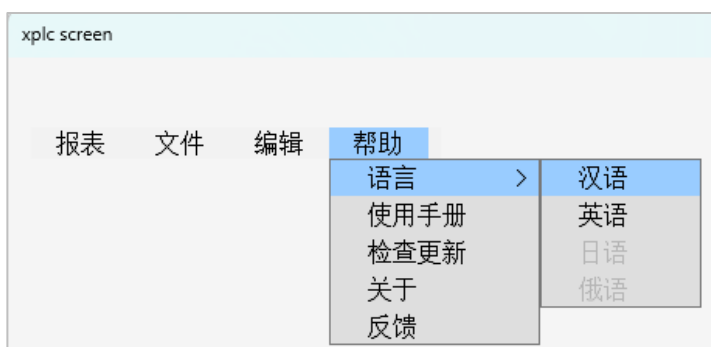 xplc screen
报表 文件 编辑 帮助
语言 > 汉语
使用手册 英语
检查更新 日语
关于 俄语
反馈